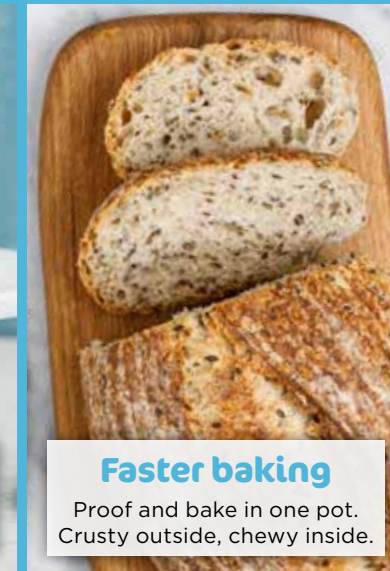 Faster baking
Proof and bake in one pot.
Crusty outside, chewy inside.